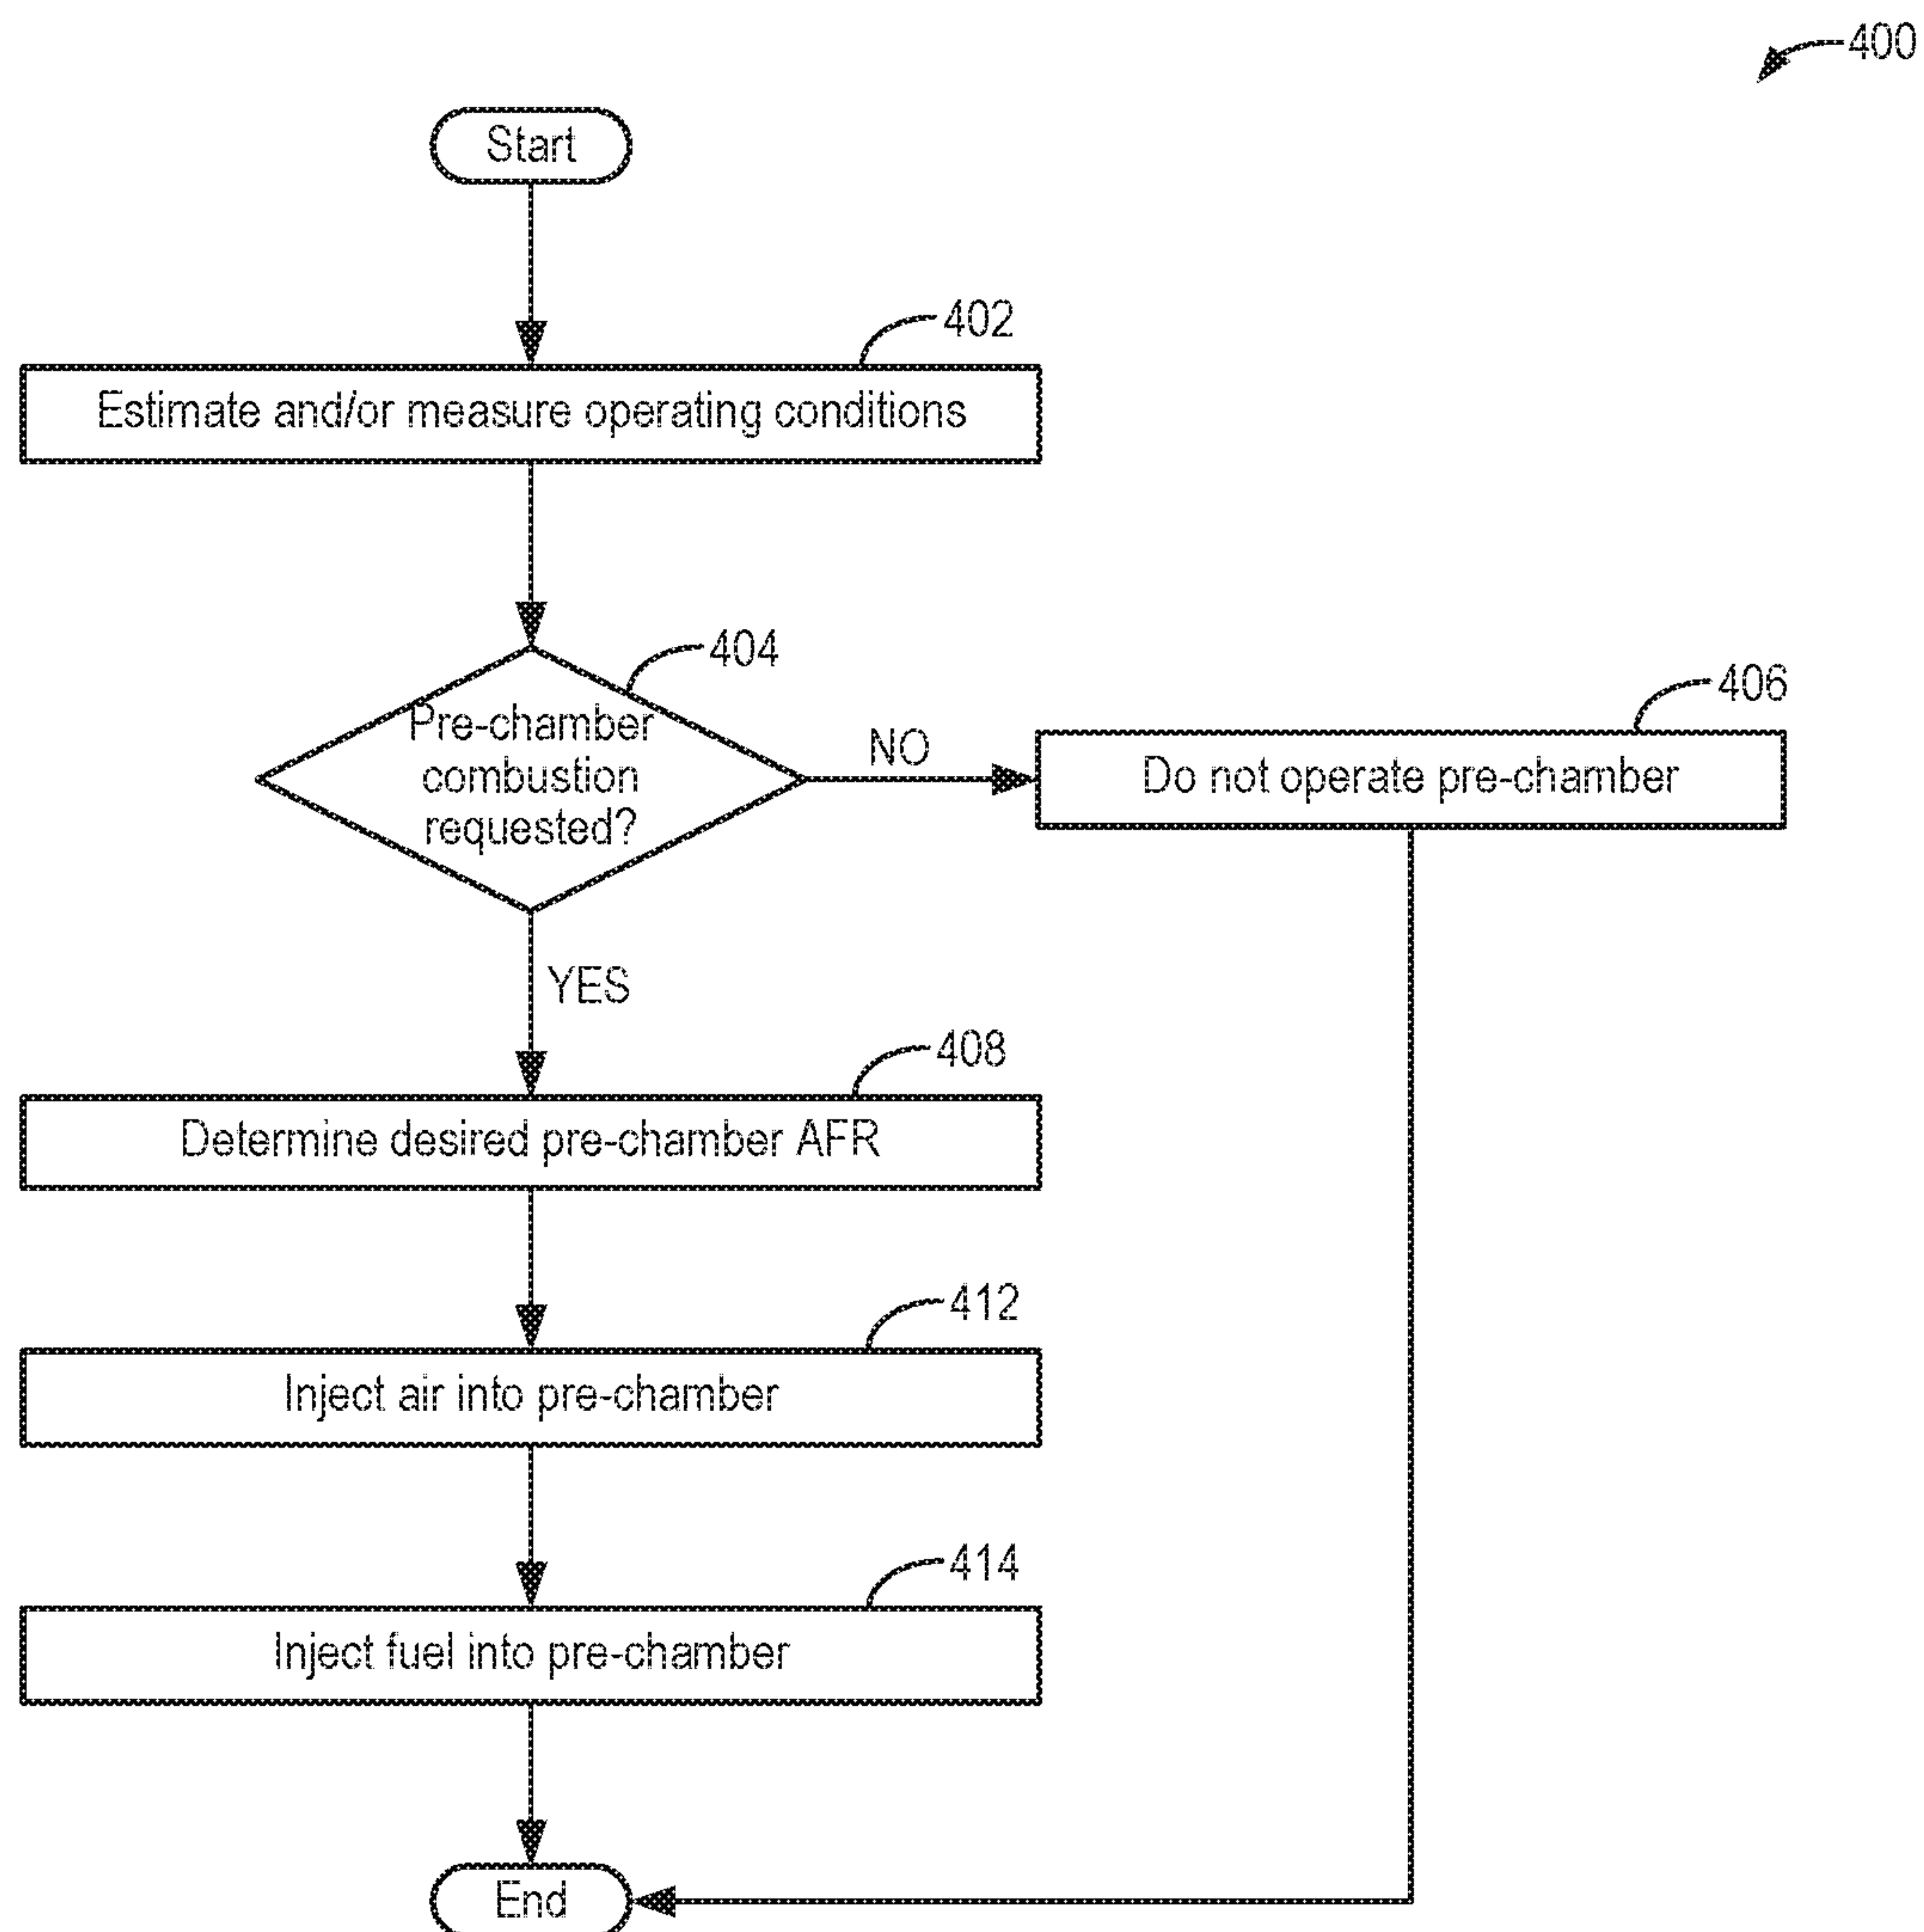 400
Start
402
Estimate and/or measure operating conditions
404
Pre-chamber
combustion
requested?
NO
406
Do not operate pre-chamber
YES
408
Determine desired pre-chamber AFR
412
Inject air into pre-chamber
414
Inject fuel into pre-chamber
End